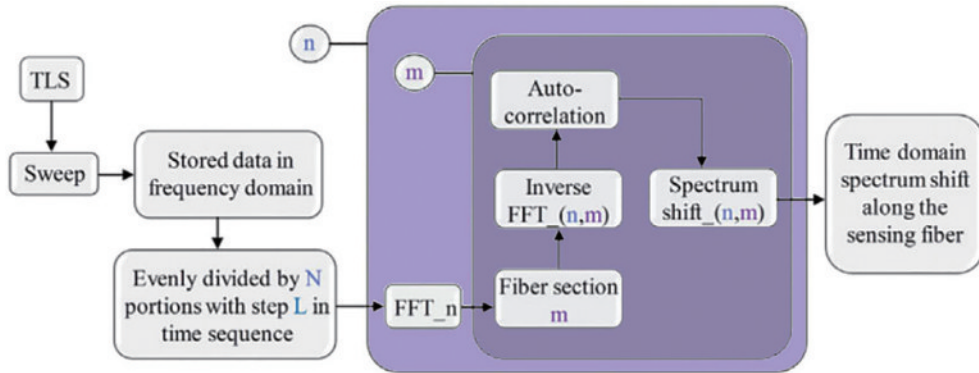 TLS
Sweep
Stored data in
frequency domain
Evenly divided by N
portions with step L in
time sequence
n
m
FFT_n
Fiber section
m
Inverse
FFT_(n,m)
Auto-
correlation
Spectrum
shift_(n,m)
Time domain
spectrum shift
along the
sensing fiber